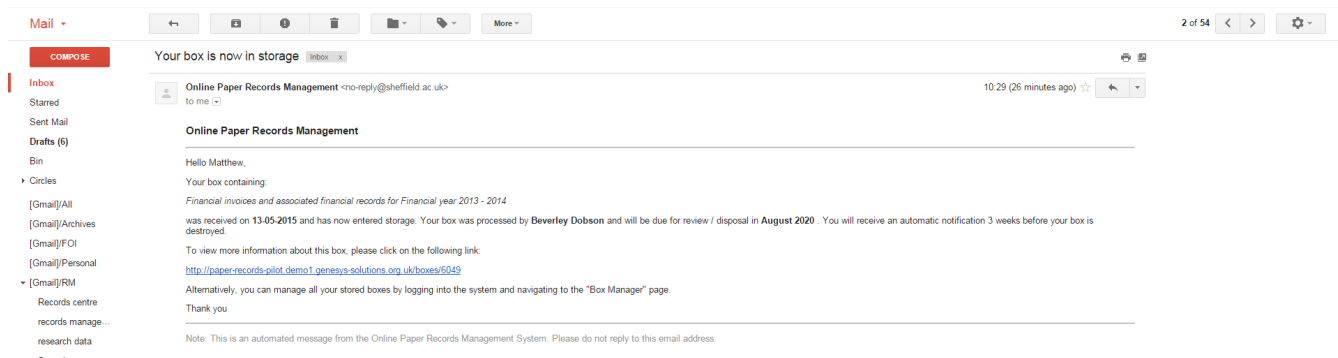 Mail
More
2 of 54
COMPOSE
Your box is now in storage Inbox x
Inbox
Online Paper Records Management <no-reply@sheffield.ac.uk> 10:29 (26 minutes ago)
to me
Starred
Sent Mail
Online Paper Records Management
Drafts (6)
Bin
Hello Matthew,
Circles
Your box containing:
[Gmail]/All
Financial invoices and associated financial records for Financial year 2013 - 2014
[Gmail]/Archives
was received on 13-05-2015 and has now entered storage. Your box was processed by Beverley Dobson and will be due for review / disposal in August 2020 . You will receive an automatic notification 3 weeks before your box is
destroyed.
[Gmail]/FOI
To view more information about this box, please click on the following link:
[Gmail]/Personal
http://paper-records-pilot.demo1.genesys-solutions.org.uk/boxes/6049
[Gmail]/RM
Alternatively, you can manage all your stored boxes by logging into the system and navigating to the "Box Manager" page.
Records centre
Thank you
records manage...
research data
Note: This is an automated message from the Online Paper Records Management System. Please do not reply to this email address.